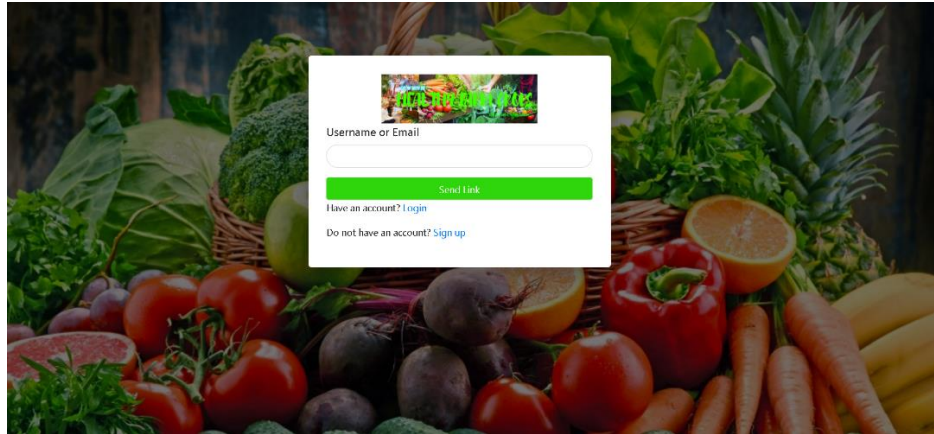 Username or Email
Send Link
Have an account? Login
Do not have an account? Sign up